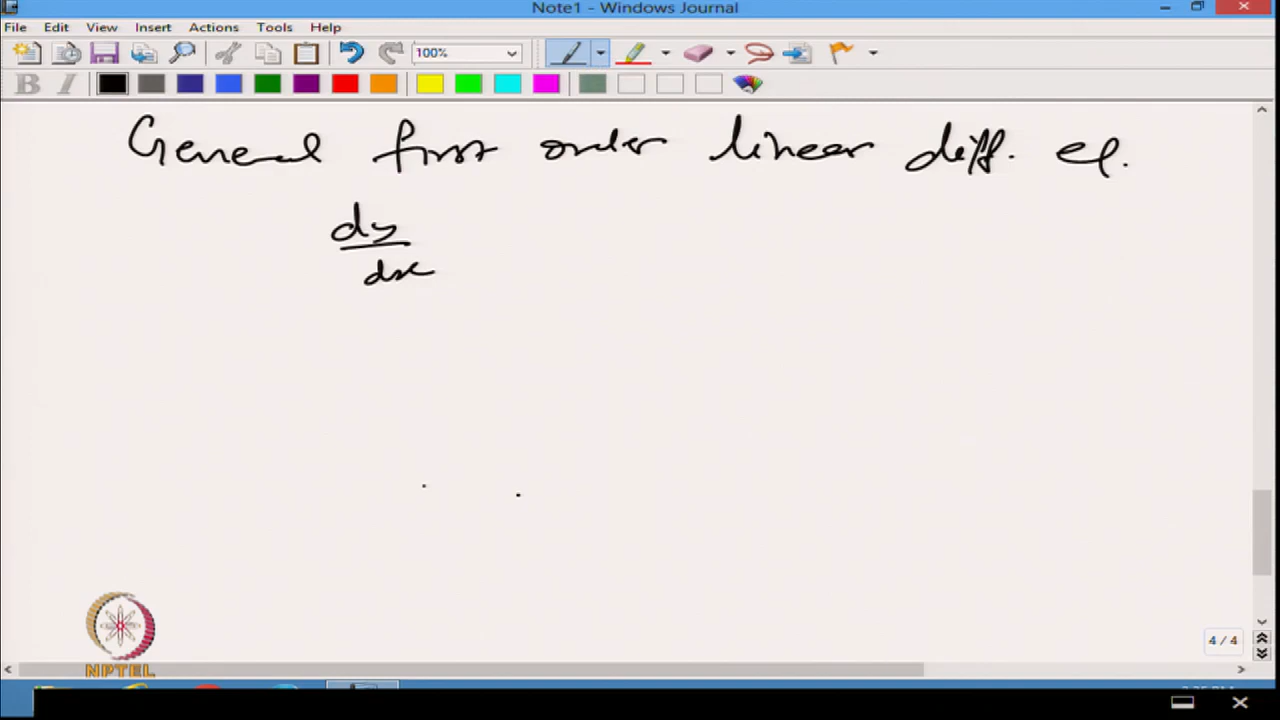 Note1 - Windows Journal
File Edit View Insert Actions Tools Help
100%
B I
General first order linear diff. eq.
dy
dx
4 / 4
NPTEL